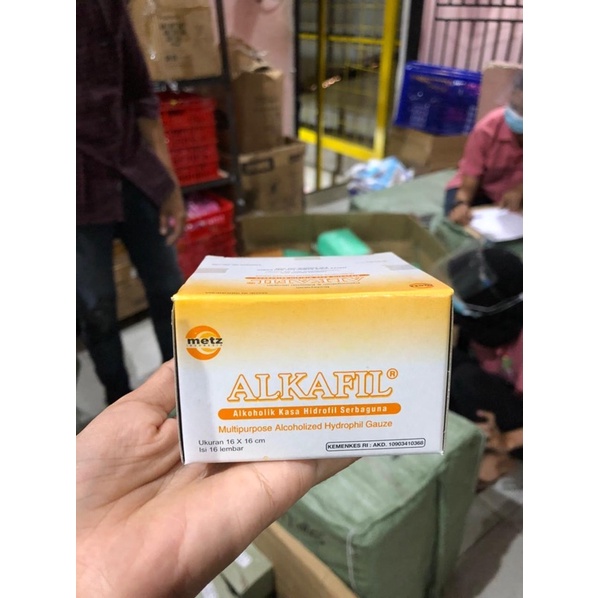 metz
ALKAFIL®
Alkoholik Kasa Hidrofil Serbaguna
Multipurpose Alcoholized Hydrophil Gauze
Ukuran 16 X 16 cm
Isi 16 lembar
KEMENKES RI : AKD. 10903410368